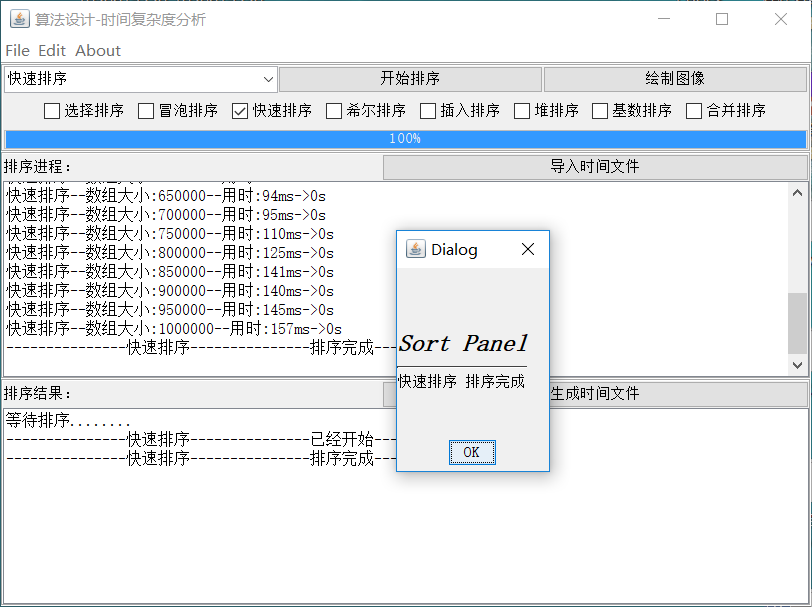 算法设计-时间复杂度分析
File Edit About
快速排序
开始排序
绘制图像
选择排序 冒泡排序 快速排序 希尔排序 插入排序 堆排序 基数排序 合并排序
100%
排序进程：
导入时间文件
快速排序--数组大小:650000--用时:94ms->0s
快速排序--数组大小:700000--用时:95ms->0s
快速排序--数组大小:750000--用时:110ms->0s
快速排序--数组大小:800000--用时:125ms->0s
快速排序--数组大小:850000--用时:141ms->0s
快速排序--数组大小:900000--用时:140ms->0s
快速排序--数组大小:950000--用时:145ms->0s
快速排序--数组大小:1000000--用时:157ms->0s
---------------快速排序---------------排序完成---
排序结果：
生成时间文件
等待排序........
---------------快速排序---------------已经开始---
---------------快速排序---------------排序完成---
Dialog
Sort Panel
快速排序 排序完成
OK